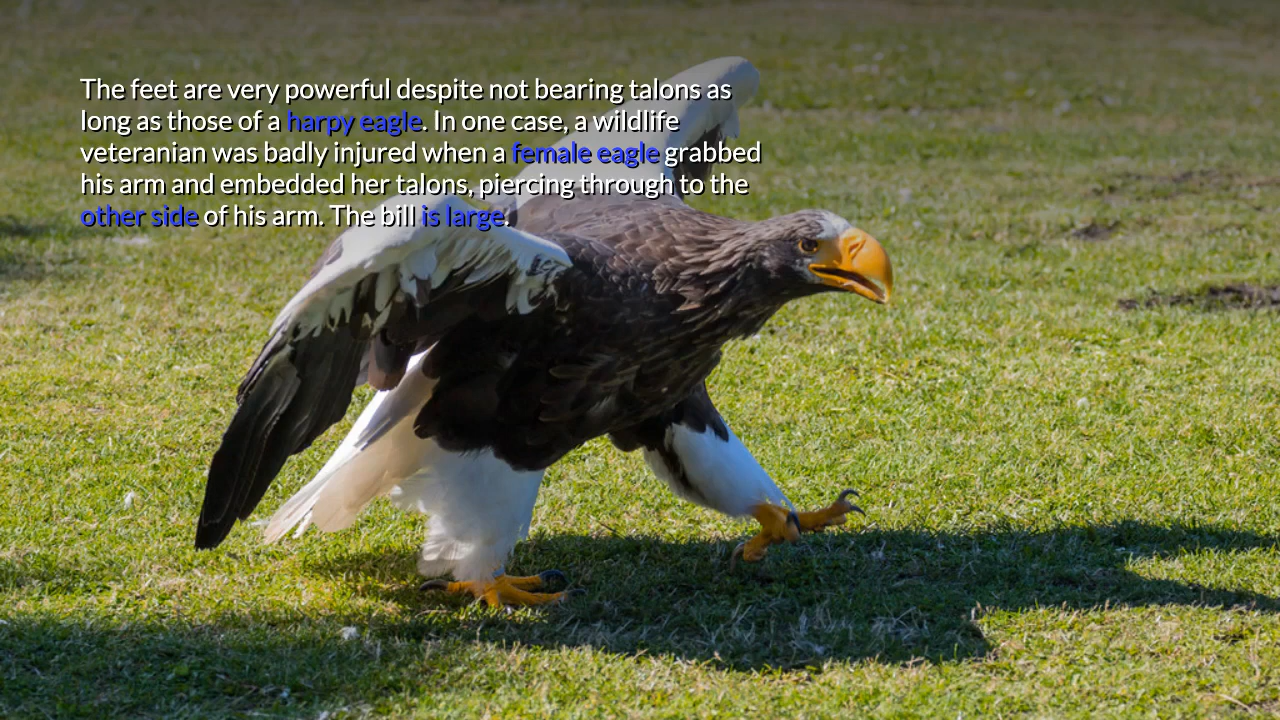 The feet are very powerful despite not bearing talons as
long as those of a harpy eagle. In one case, a wildlife
veteranian was badly injured when a female eagle grabbed
his arm and embedded her talons, piercing through to the
other side of his arm. The bill is large.